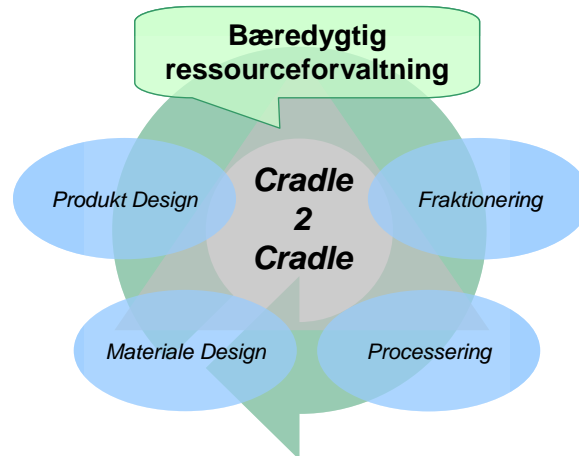 Bæredygtig
ressourceforvaltning
Produkt Design
Cradle
2
Cradle
Fraktionering
Materiale Design
Processering